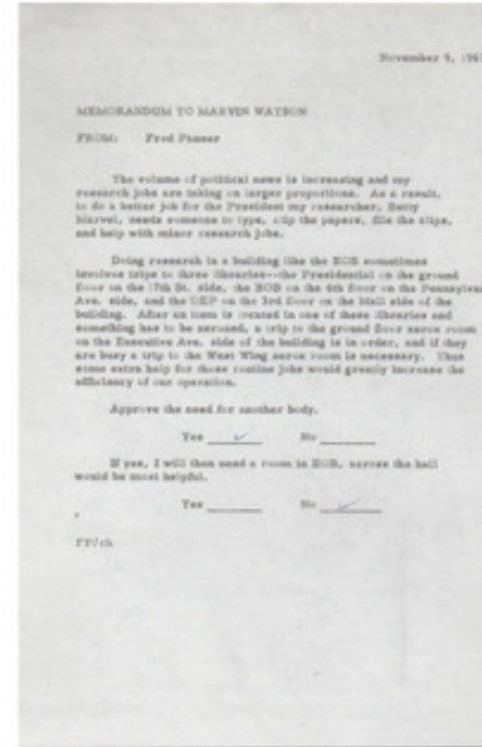 November 9, 196
MEMORANDUM TO MARVIN WATSON
FROM: Fred Panzer
The volume of political news is increasing and my
research jobs are taking on larger proportions. As a result,
to do a better job for the President my researcher, Betty
Marvel, needs someone to type, clip the papers, file the clips,
and help with minor research jobs.
Doing research in a building like the EOB sometimes
involves trips to three libraries--the Presidential on the ground
floor on the 17th St. side, the BOB on the 6th floor on the Pennsylva
Ave. side, and the OEP on the 3rd floor on the Mall side of the
building. After an item is located in one of these libraries and
something has to be xeroxed, a trip to the ground floor xerox room
on the Executive Ave. side of the building is in order, and if they
are busy a trip to the West Wing xerox room is necessary. Thus
some extra help for these routine jobs would greatly increase the
efficiency of our operation.
Approve the need for another body.
Yes ✓ No
If yes, I will then need a room in EOB, across the hall
would be most helpful.
Yes No ✓
FP/ch